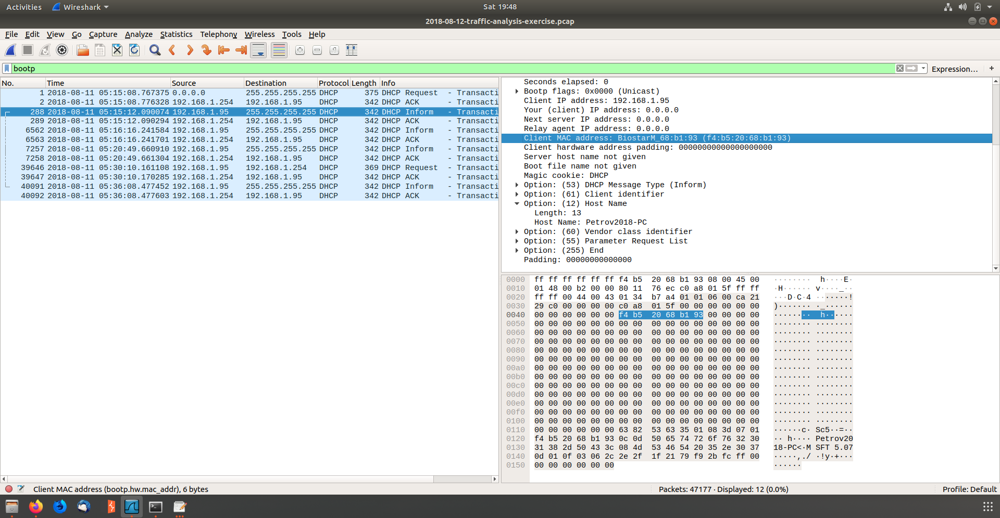 Activities Wireshark Sat 19:48
2018-08-12-traffic-analysis-exercise.pcap
File Edit View Go Capture Analyze Statistics Telephony Wireless Tools Help
bootp Expression… +
No. Time Source Destination Protocol Length Info
1 2018-08-11 05:15:08.767375 0.0.0.0 255.255.255.255 DHCP 375 DHCP Request - Transacti
2 2018-08-11 05:15:08.776328 192.168.1.254 192.168.1.95 DHCP 342 DHCP ACK - Transacti
288 2018-08-11 05:15:12.090074 192.168.1.95 255.255.255.255 DHCP 342 DHCP Inform - Transacti
289 2018-08-11 05:15:12.090294 192.168.1.254 192.168.1.95 DHCP 342 DHCP ACK - Transacti
6562 2018-08-11 05:16:16.241584 192.168.1.95 255.255.255.255 DHCP 342 DHCP Inform - Transacti
6563 2018-08-11 05:16:16.241701 192.168.1.254 192.168.1.95 DHCP 342 DHCP ACK - Transacti
7257 2018-08-11 05:20:49.660910 192.168.1.95 255.255.255.255 DHCP 342 DHCP Inform - Transacti
7258 2018-08-11 05:20:49.661304 192.168.1.254 192.168.1.95 DHCP 342 DHCP ACK - Transacti
39646 2018-08-11 05:30:10.161108 192.168.1.95 192.168.1.254 DHCP 369 DHCP Request - Transacti
39647 2018-08-11 05:30:10.170285 192.168.1.254 192.168.1.95 DHCP 342 DHCP ACK - Transacti
40091 2018-08-11 05:36:08.477452 192.168.1.95 255.255.255.255 DHCP 342 DHCP Inform - Transacti
40092 2018-08-11 05:36:08.477603 192.168.1.254 192.168.1.95 DHCP 342 DHCP ACK - Transacti
Seconds elapsed: 0
Bootp flags: 0x0000 (Unicast)
Client IP address: 192.168.1.95
Your (client) IP address: 0.0.0.0
Next server IP address: 0.0.0.0
Relay agent IP address: 0.0.0.0
Client MAC address: BiostarM_68:b1:93 (f4:b5:20:68:b1:93)
Client hardware address padding: 00000000000000000000
Server host name not given
Boot file name not given
Magic cookie: DHCP
Option: (53) DHCP Message Type (Inform)
Option: (61) Client identifier
Option: (12) Host Name
Length: 13
Host Name: Petrov2018-PC
Option: (60) Vendor class identifier
Option: (55) Parameter Request List
Option: (255) End
Padding: 00000000000000
0000 ff ff ff ff ff ff f4 b5 20 68 b1 93 08 00 45 00 ········ h····E·
0010 01 48 00 b2 00 00 80 11 76 ec c0 a8 01 5f ff ff ·H······ v····_··
0020 ff ff 00 44 00 43 01 34 b7 a4 01 01 06 00 ca 21 ···D·C·4 ·······!
0030 29 c0 00 00 00 00 c0 a8 01 5f 00 00 00 00 00 00 )······· ·_······
0040 00 00 00 00 00 00 f4 b5 20 68 b1 93 00 00 00 00 ········ h······
0050 00 00 00 00 00 00 00 00 00 00 00 00 00 00 00 00 ········ ········
0060 00 00 00 00 00 00 00 00 00 00 00 00 00 00 00 00 ········ ········
0070 00 00 00 00 00 00 00 00 00 00 00 00 00 00 00 00 ········ ········
0080 00 00 00 00 00 00 00 00 00 00 00 00 00 00 00 00 ········ ········
0090 00 00 00 00 00 00 00 00 00 00 00 00 00 00 00 00 ········ ········
00a0 00 00 00 00 00 00 00 00 00 00 00 00 00 00 00 00 ········ ········
00b0 00 00 00 00 00 00 00 00 00 00 00 00 00 00 00 00 ········ ········
00c0 00 00 00 00 00 00 00 00 00 00 00 00 00 00 00 00 ········ ········
00d0 00 00 00 00 00 00 00 00 00 00 00 00 00 00 00 00 ········ ········
00e0 00 00 00 00 00 00 00 00 00 00 00 00 00 00 00 00 ········ ········
00f0 00 00 00 00 00 00 00 00 00 00 00 00 00 00 00 00 ········ ········
0100 00 00 00 00 00 00 00 00 00 00 00 00 00 00 00 00 ········ ········
0110 00 00 00 00 00 00 63 82 53 63 35 01 08 3d 07 01 ······c· Sc5··=··
0120 f4 b5 20 68 b1 93 0c 0d 50 65 74 72 6f 76 32 30 ·· h···· Petrov20
0130 31 38 2d 50 43 3c 08 4d 53 46 54 20 35 2e 30 37 18-PC<·M SFT 5.07
0140 0d 01 0f 03 06 2c 2e 2f 1f 21 79 f9 2b fc ff 00 ·····,./ ·!y·+···
0150 00 00 00 00 00 00 ······
Client MAC address (bootp.hw.mac_addr), 6 bytes Packets: 47177 · Displayed: 12 (0.0%) Profile: Default